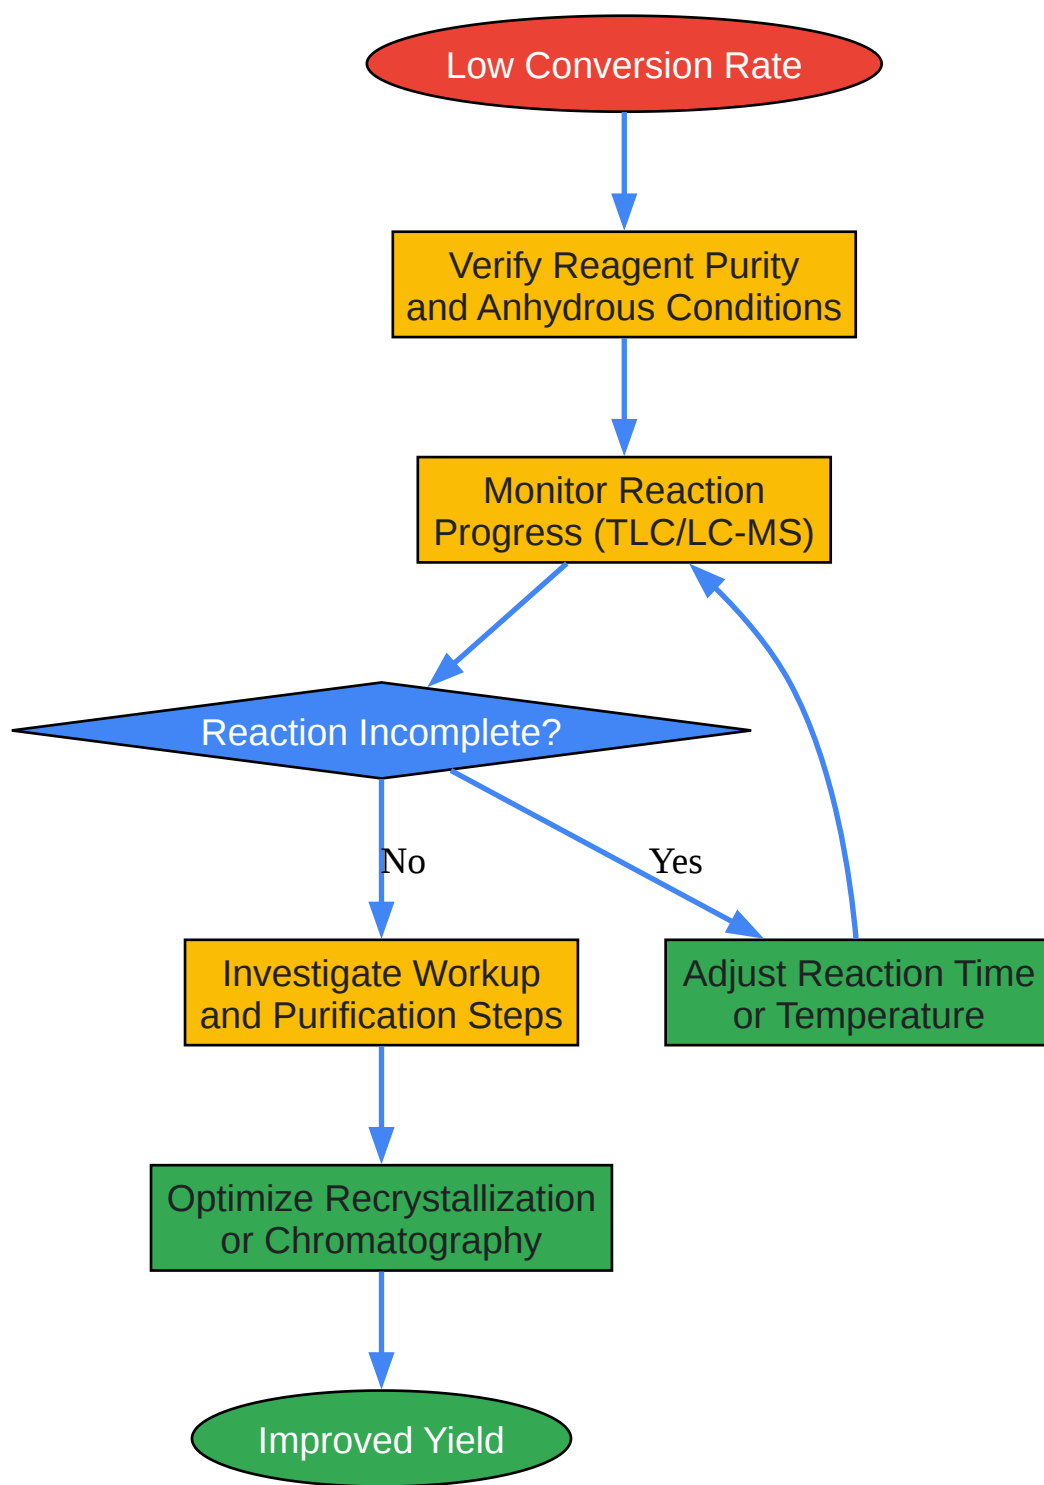 Low Conversion Rate
Verify Reagent Purity
and Anhydrous Conditions
Monitor Reaction
Progress (TLC/LC-MS)
Reaction Incomplete?
No
Yes
Investigate Workup
and Purification Steps
Adjust Reaction Time
or Temperature
Optimize Recrystallization
or Chromatography
Improved Yield